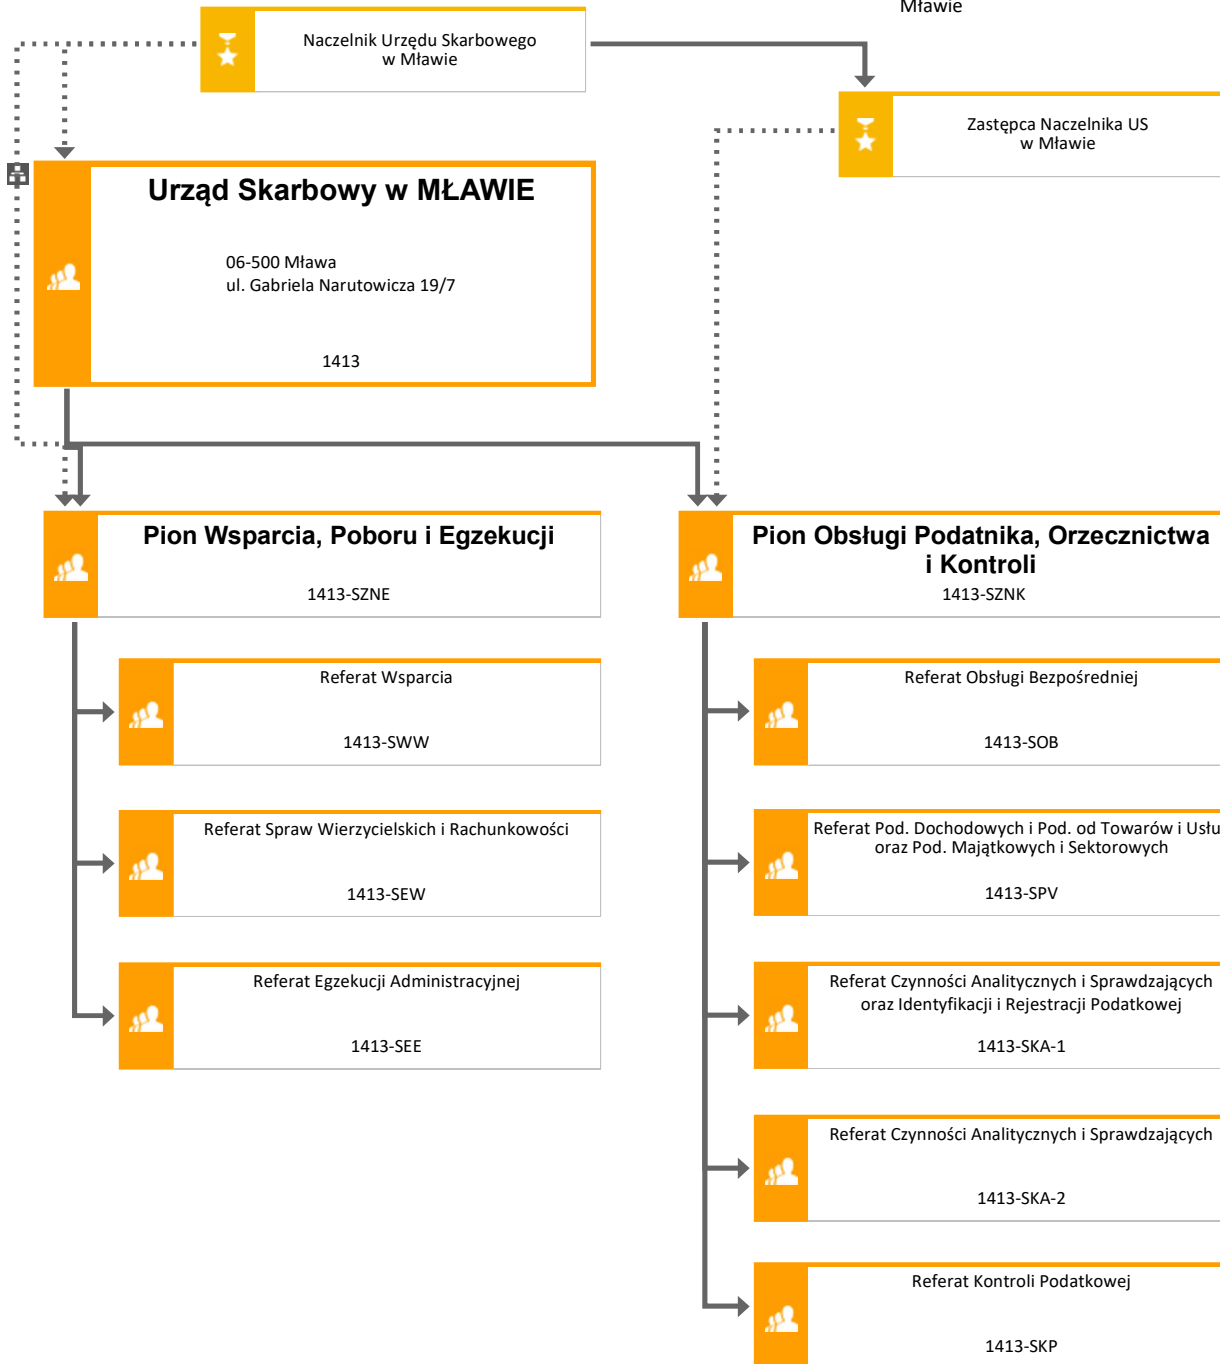 Mławie
Naczelnik Urzędu Skarbowego
w Mławie
Zastępca Naczelnika US
w Mławie
Urząd Skarbowy w MŁAWIE
06-500 Mława
ul. Gabriela Narutowicza 19/7
1413
Pion Wsparcia, Poboru i Egzekucji
1413-SZNE
Referat Wsparcia
1413-SWW
Referat Spraw Wierzycielskich i Rachunkowości
1413-SEW
Referat Egzekucji Administracyjnej
1413-SEE
Pion Obsługi Podatnika, Orzecznictwa
i Kontroli
1413-SZNK
Referat Obsługi Bezpośredniej
1413-SOB
Referat Pod. Dochodowych i Pod. od Towarów i Usłu
oraz Pod. Majątkowych i Sektorowych
1413-SPV
Referat Czynności Analitycznych i Sprawdzających
oraz Identyfikacji i Rejestracji Podatkowej
1413-SKA-1
Referat Czynności Analitycznych i Sprawdzających
1413-SKA-2
Referat Kontroli Podatkowej
1413-SKP